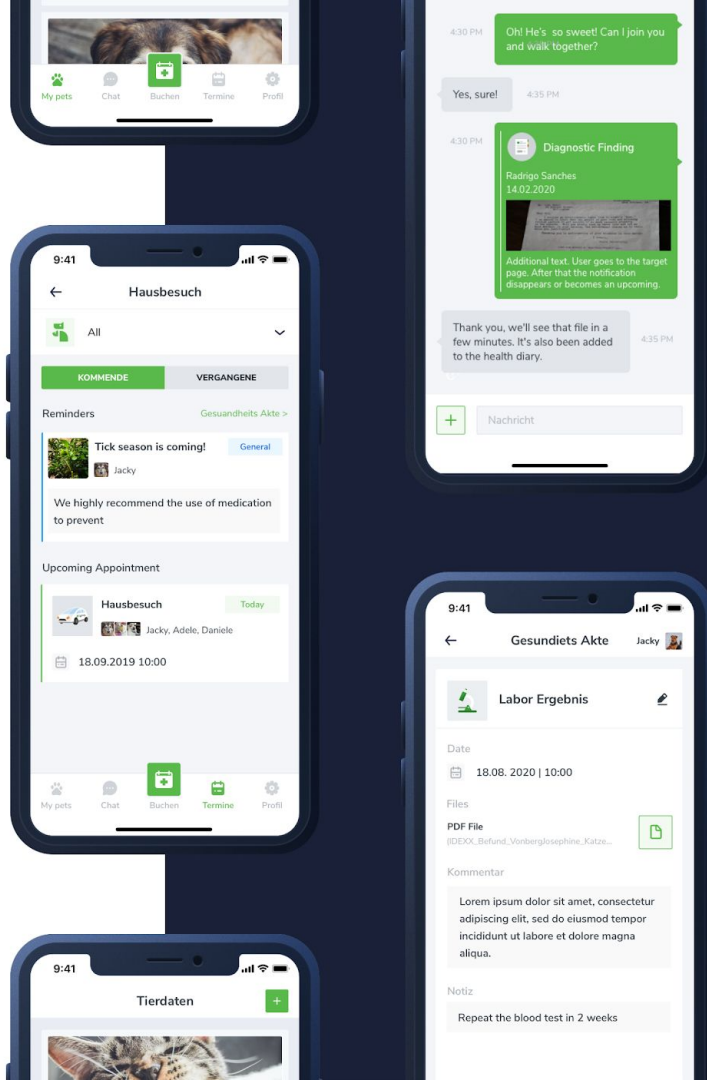 My pets Chat Buchen Termine Profil
9:41
Hausbesuch
All
KOMMENDE VERGANGENE
Reminders Gesuandheits Akte >
Tick season is coming! General
Jacky
We highly recommend the use of medication
to prevent
Upcoming Appointment
Hausbesuch Today
Jacky, Adele, Daniele
18.09.2019 10:00
My pets Chat Buchen Termine Profil
9:41
Tierdaten
4:30 PM Oh! He's so sweet! Can I join you
and walk together?
Yes, sure! 4:35 PM
4:30 PM Diagnostic Finding
Radrigo Sanches
14.02.2020
Additional text. User goes to the target
page. After that the notification
disappears or becomes an upcoming.
Thank you, we'll see that file in a
few minutes. It's also been added
to the health diary.
4:35 PM
Nachricht
9:41
Gesundiets Akte Jacky
Labor Ergebnis
Date
18.08. 2020 | 10:00
Files
PDF File
(IDEXX_Befund_VonbergJosephine_Katze...
Kommentar
Lorem ipsum dolor sit amet, consectetur
adipiscing elit, sed do eiusmod tempor
incididunt ut labore et dolore magna
aliqua.
Notiz
Repeat the blood test in 2 weeks